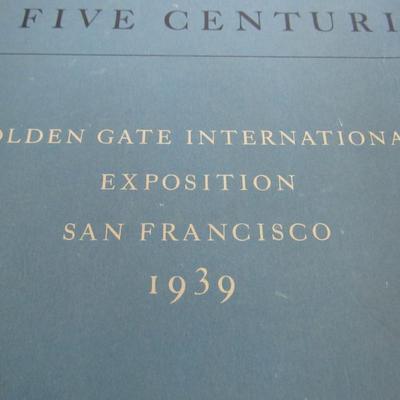 FIVE CENTURI
OLDEN GATE INTERNATIONA
EXPOSITION
SAN FRANCISCO
1939